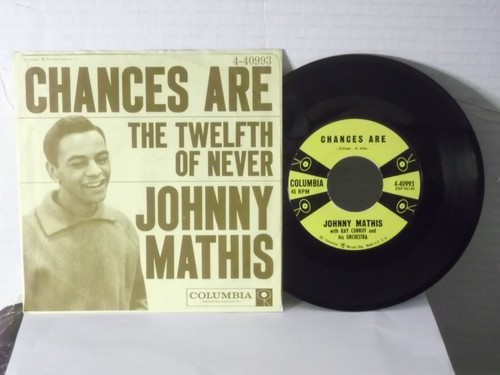 4-40993
CHANCES ARE
THE TWELFTH
OF NEVER
JOHNNY
MATHIS
COLUMBIA
CHANCES ARE
COLUMBIA
45 RPM
4-40993
JOHNNY MATHIS
with RAY CONNIFF and
his ORCHESTRA